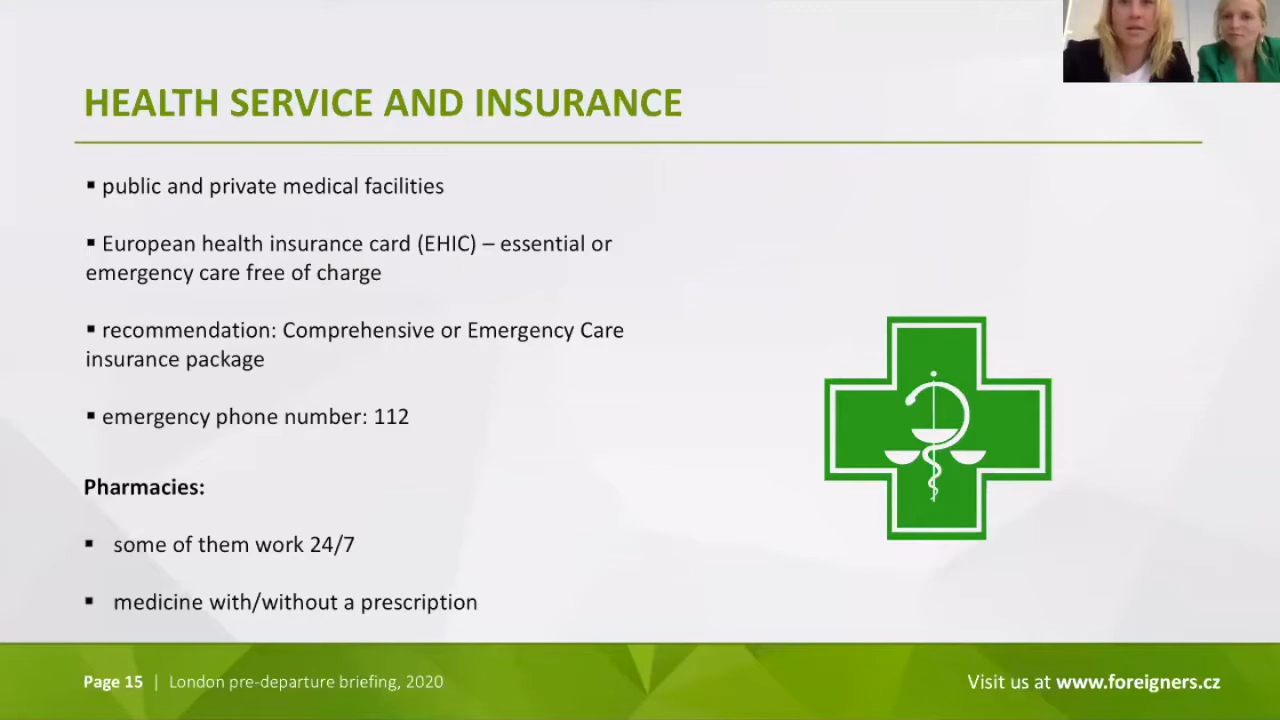 HEALTH SERVICE AND INSURANCE
▪ public and private medical facilities
▪ European health insurance card (EHIC) – essential or
emergency care free of charge
▪ recommendation: Comprehensive or Emergency Care
insurance package
▪ emergency phone number: 112
Pharmacies:
▪ some of them work 24/7
▪ medicine with/without a prescription
Page 15 | London pre-departure briefing, 2020
Visit us at www.foreigners.cz